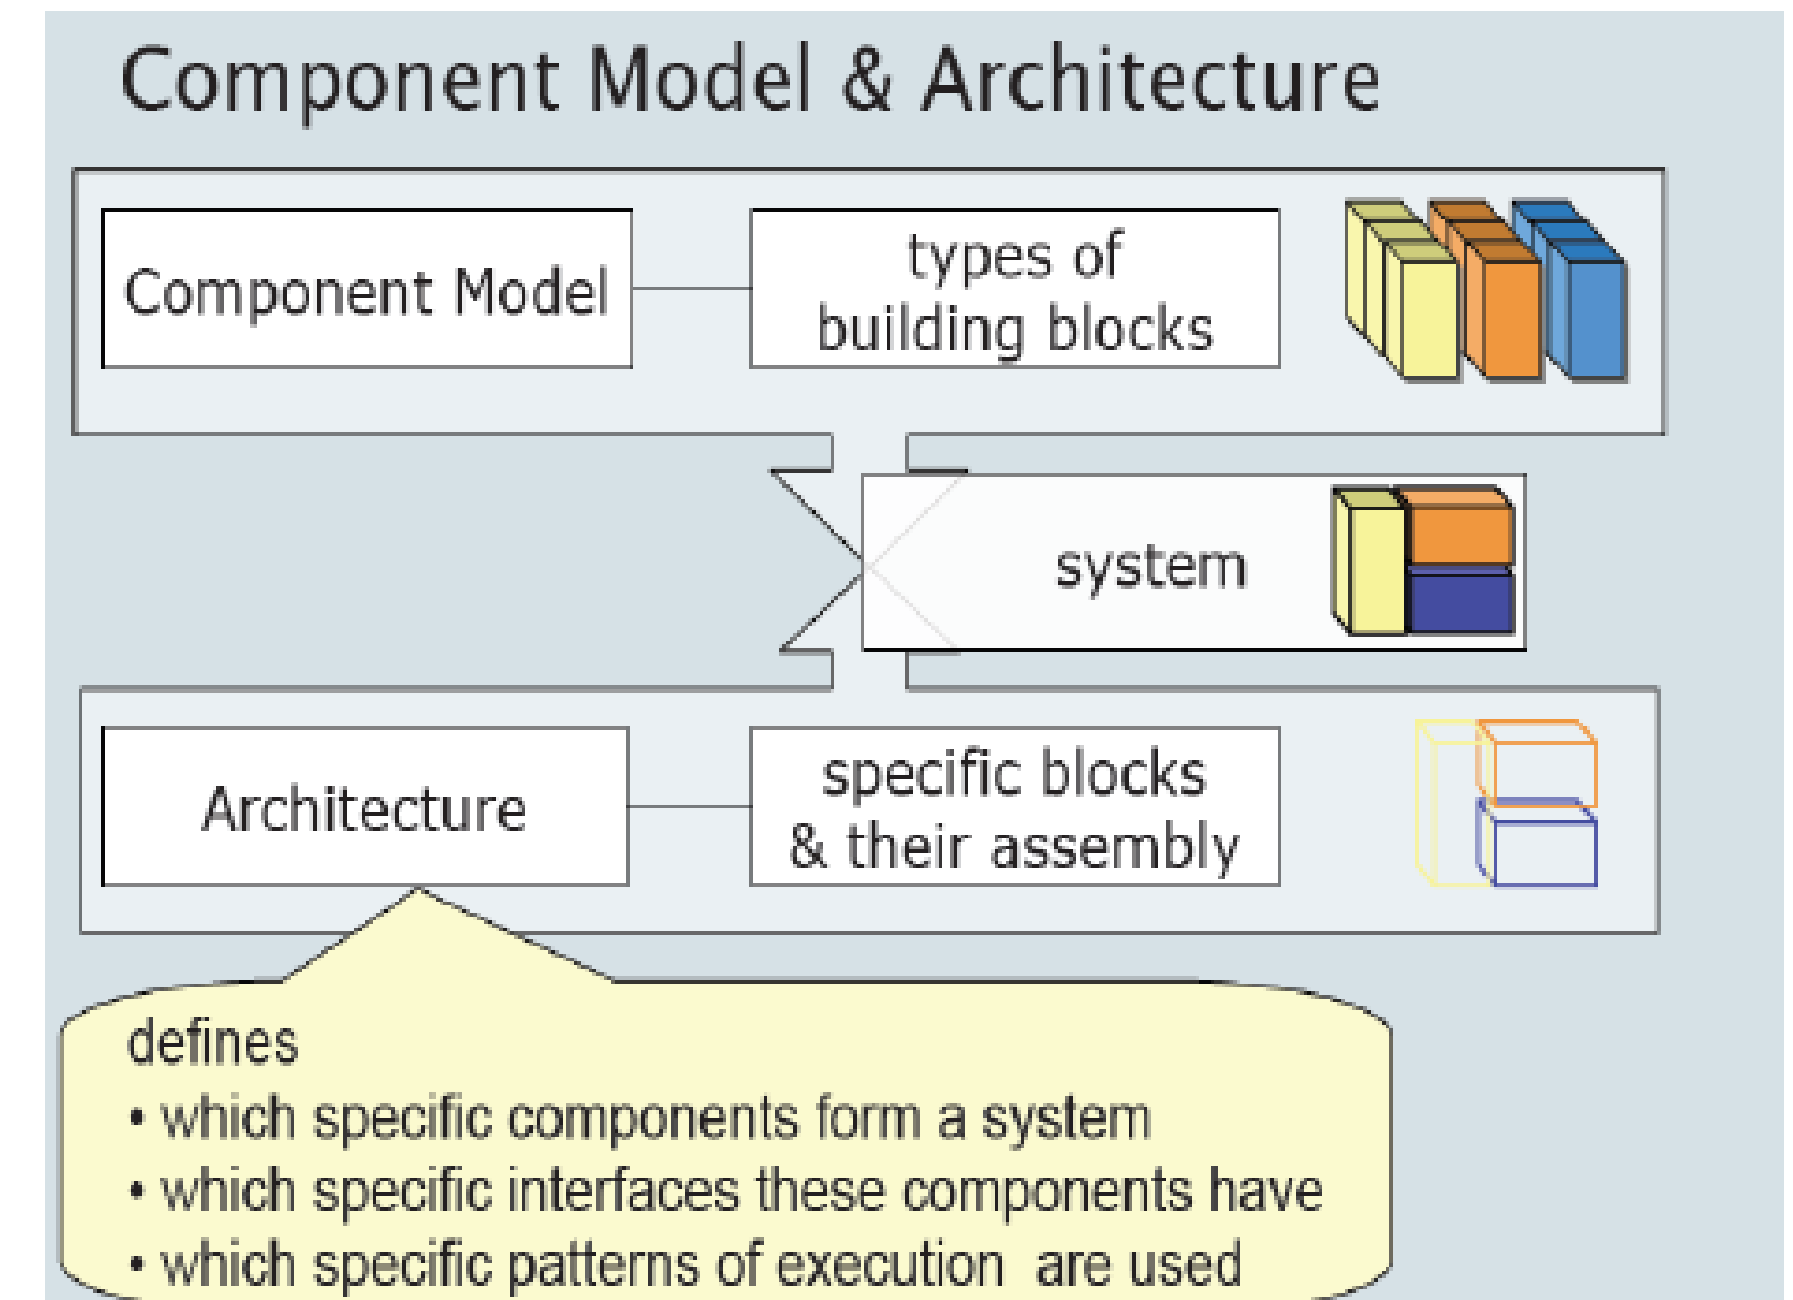 Component Model & Architecture
Component Model
types of
building blocks
system
Architecture
specific blocks
& their assembly
defines
• which specific components form a system
• which specific interfaces these components have
• which specific patterns of execution are used